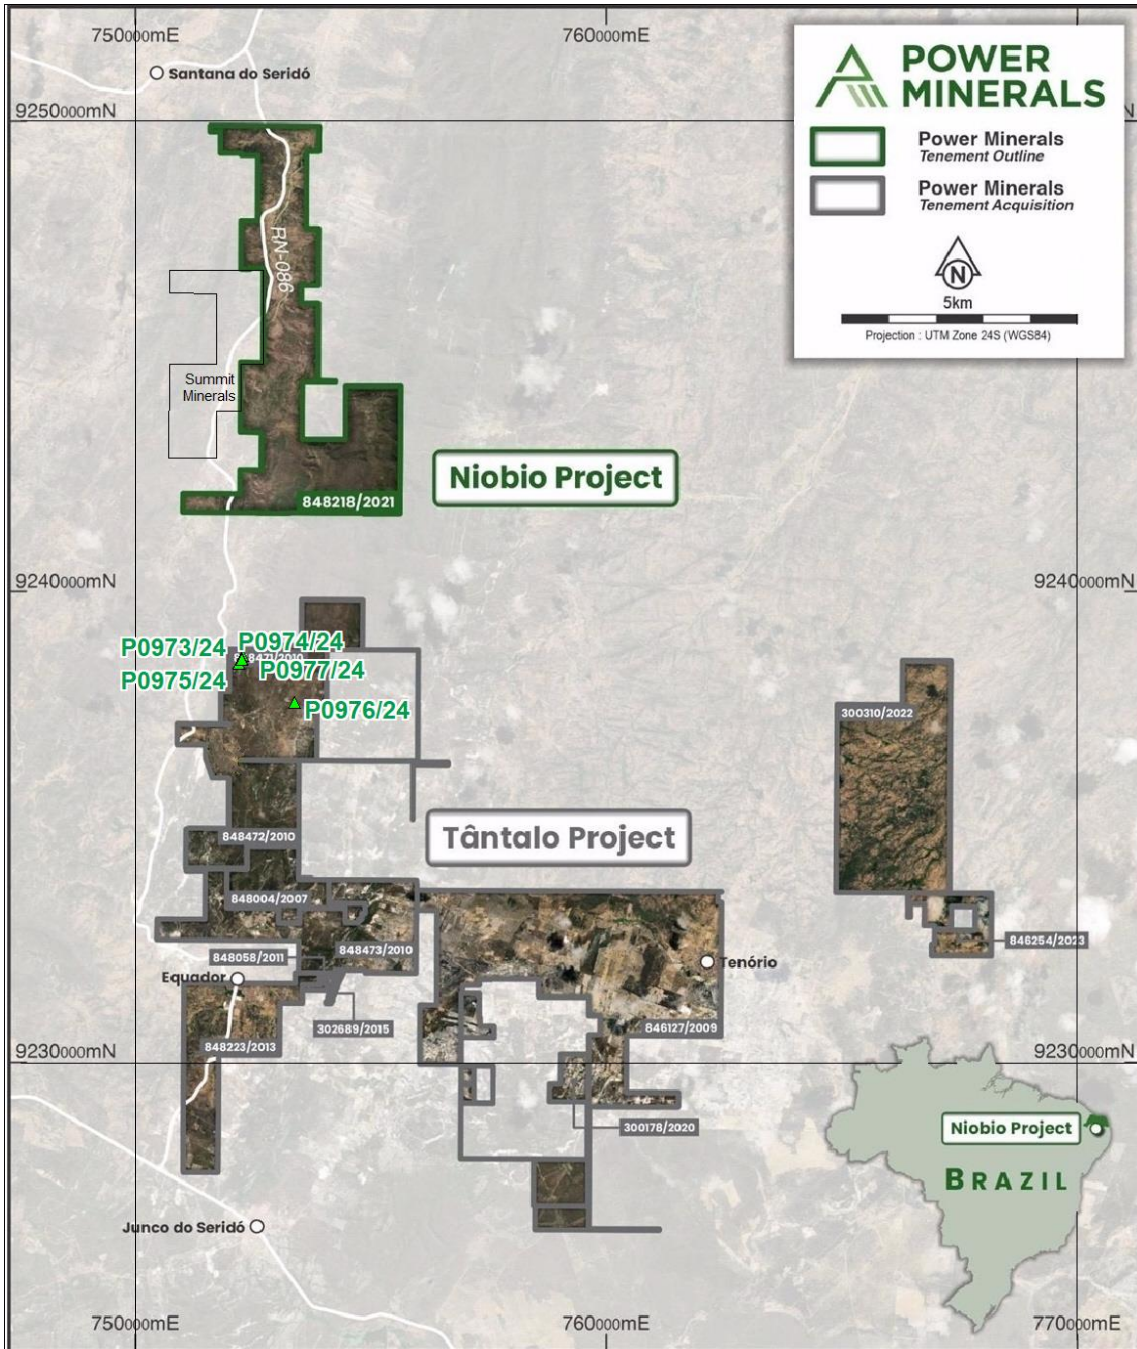 750000mE
760000mE
Santana do Seridó
POWER
MINERALS
9250000mN
Power Minerals
Tenement Outline
Power Minerals
Tenement Acquisition
RN-086
N
5km
Projection : UTM Zone 24S (WGS84)
Summit
Minerals
Niobio Project
848218/2021
9240000mN
9240000mN
P0973/24
P0974/24
P0977/24
P0975/24
P0976/24
300310/2022
Tântalo Project
848472/2010
848004/2007
848473/2010
848058/2011
846254/2023
Equador
Tenório
302689/2015
846127/2009
848223/2013
9230000mN
9230000mN
300178/2020
Niobio Project
BRAZIL
Junco do Seridó
750000mE
760000mE
770000mE